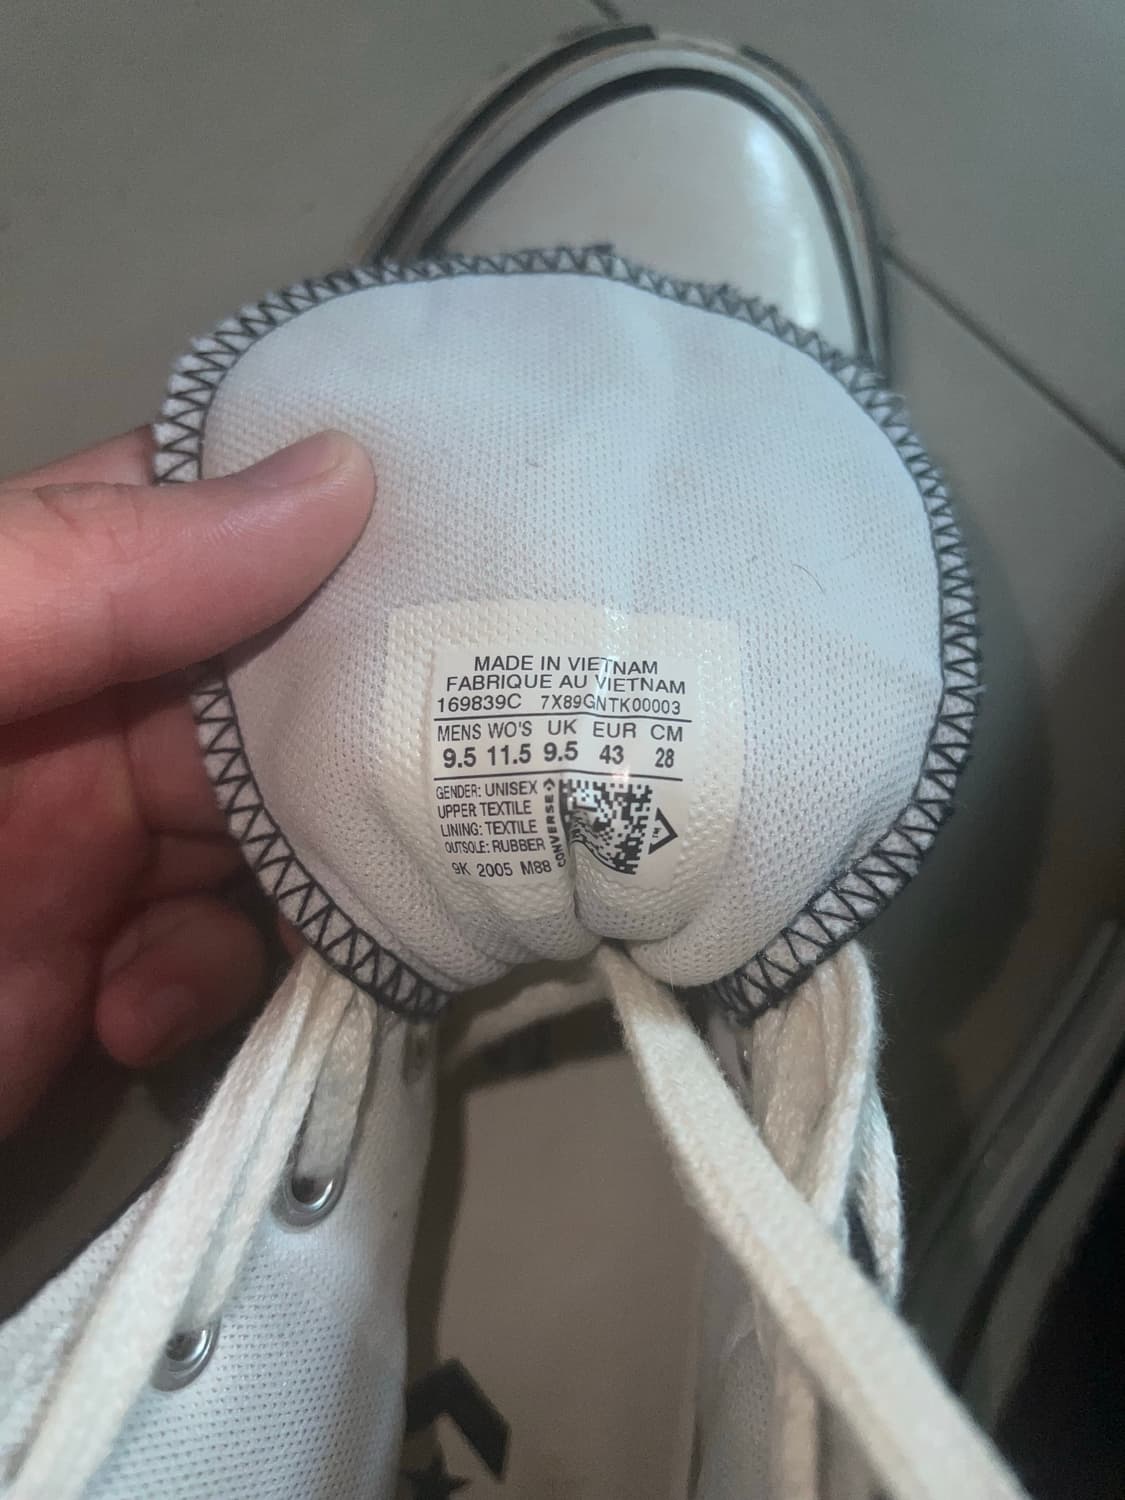 MADE IN VIETNAM
FABRIQUE AU VIETNAM
169839C 7X89GNTK00003
MENS WO'S UK EUR CM
9.5 11.5 9.5 43 28
GENDER: UNISEX
UPPER TEXTILE
LINING: TEXTILE
OUTSOLE: RUBBER
9K 2005 M88
CONVERSE
TM